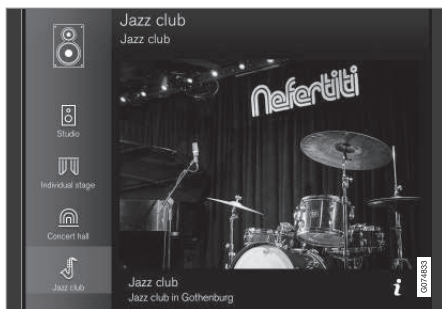 Jazz club
Jazz club
Nefertiti
Studio
Individual stage
Concert hall
Jazz club
Jazz club
Jazz club in Gothenburg
i
G074833